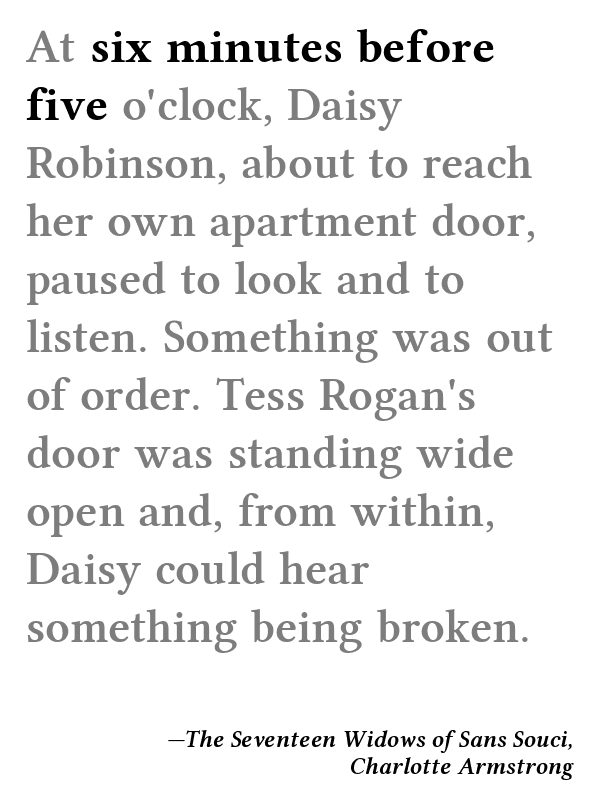 At six minutes before
five o'clock, Daisy
Robinson, about to reach
her own apartment door,
paused to look and to
listen. Something was out
of order. Tess Rogan's
door was standing wide
open and, from within,
Daisy could hear
something being broken.
—The Seventeen Widows of Sans Souci,
Charlotte Armstrong